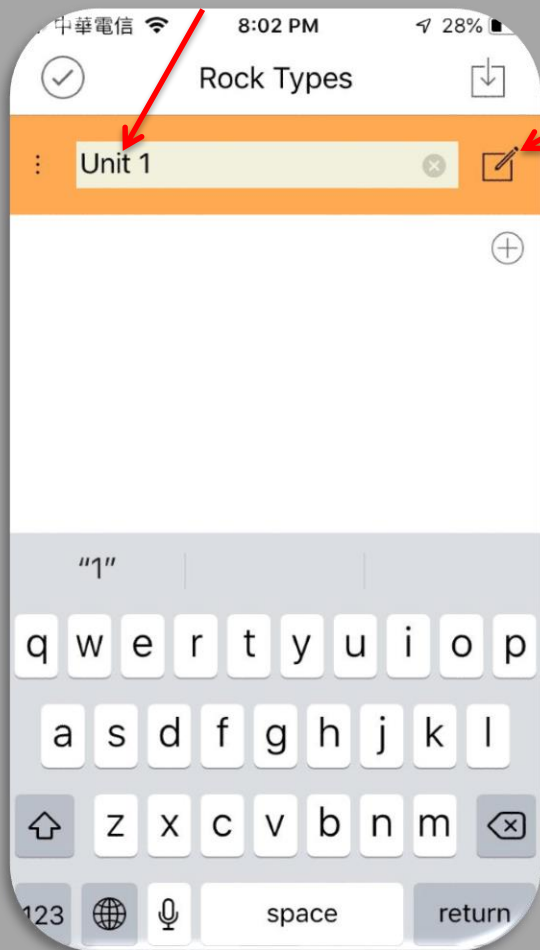 中華電信 8:02 PM 28%
Rock Types
Unit 1
"1"
q w e r t y u i o p
a s d f g h j k l
z x c v b n m
123 space return